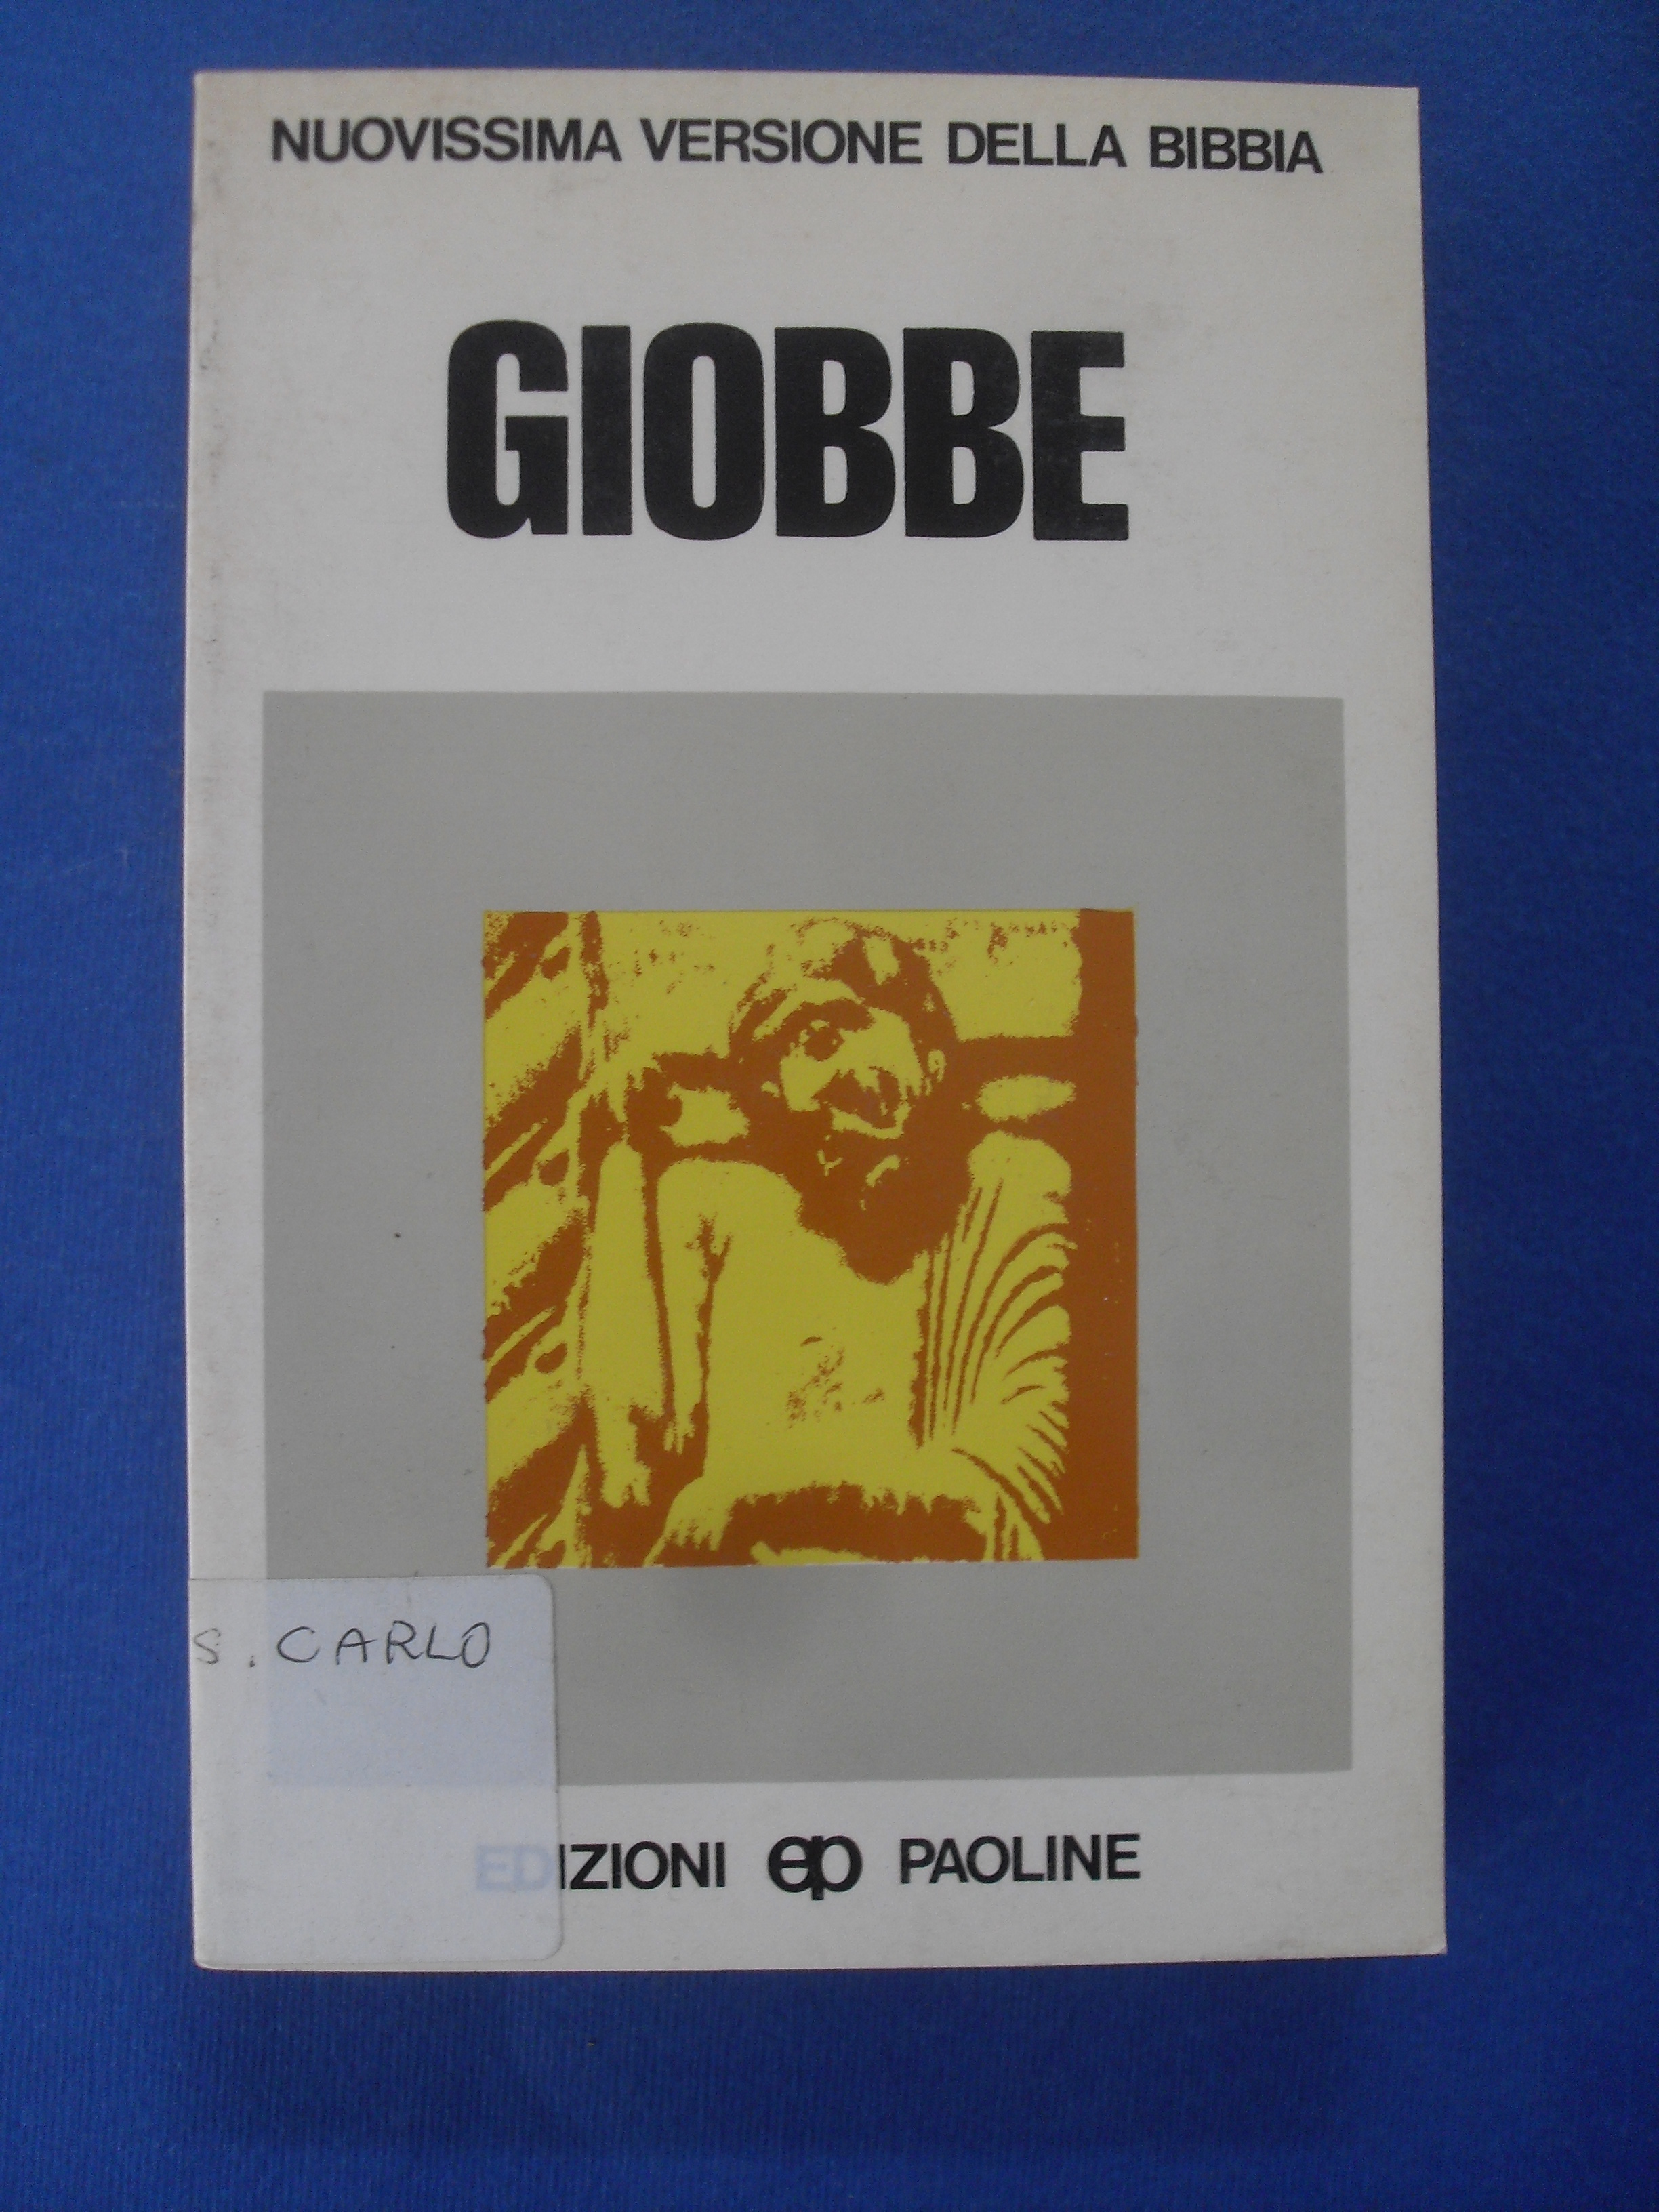 NUOVISSIMA VERSIONE DELLA BIBBIA
GIOBBE
S. CARLO
EDIZIONI ep PAOLINE